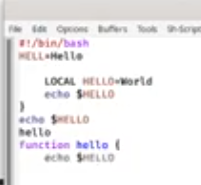 File Edit Options Buffers Tools Sh-Script
#!/bin/bash
HELL=Hello
LOCAL HELLO=World
echo $HELLO
}
echo $HELLO
hello
function hello {
echo $HELLO